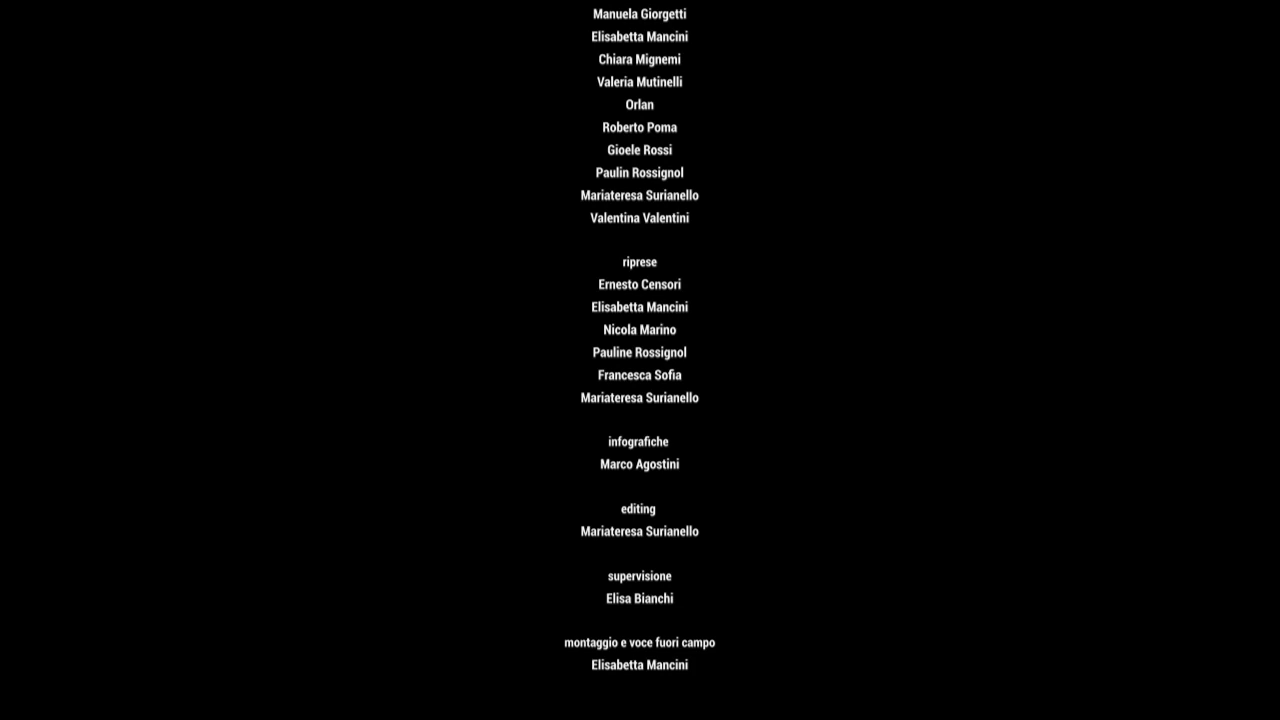 Manuela Giorgetti
Elisabetta Mancini
Chiara Mignemi
Valeria Mutinelli
Orlan
Roberto Poma
Gioele Rossi
Paulin Rossignol
Mariateresa Surianello
Valentina Valentini
riprese
Ernesto Censori
Elisabetta Mancini
Nicola Marino
Pauline Rossignol
Francesca Sofia
Mariateresa Surianello
infografiche
Marco Agostini
editing
Mariateresa Surianello
supervisione
Elisa Bianchi
montaggio e voce fuori campo
Elisabetta Mancini